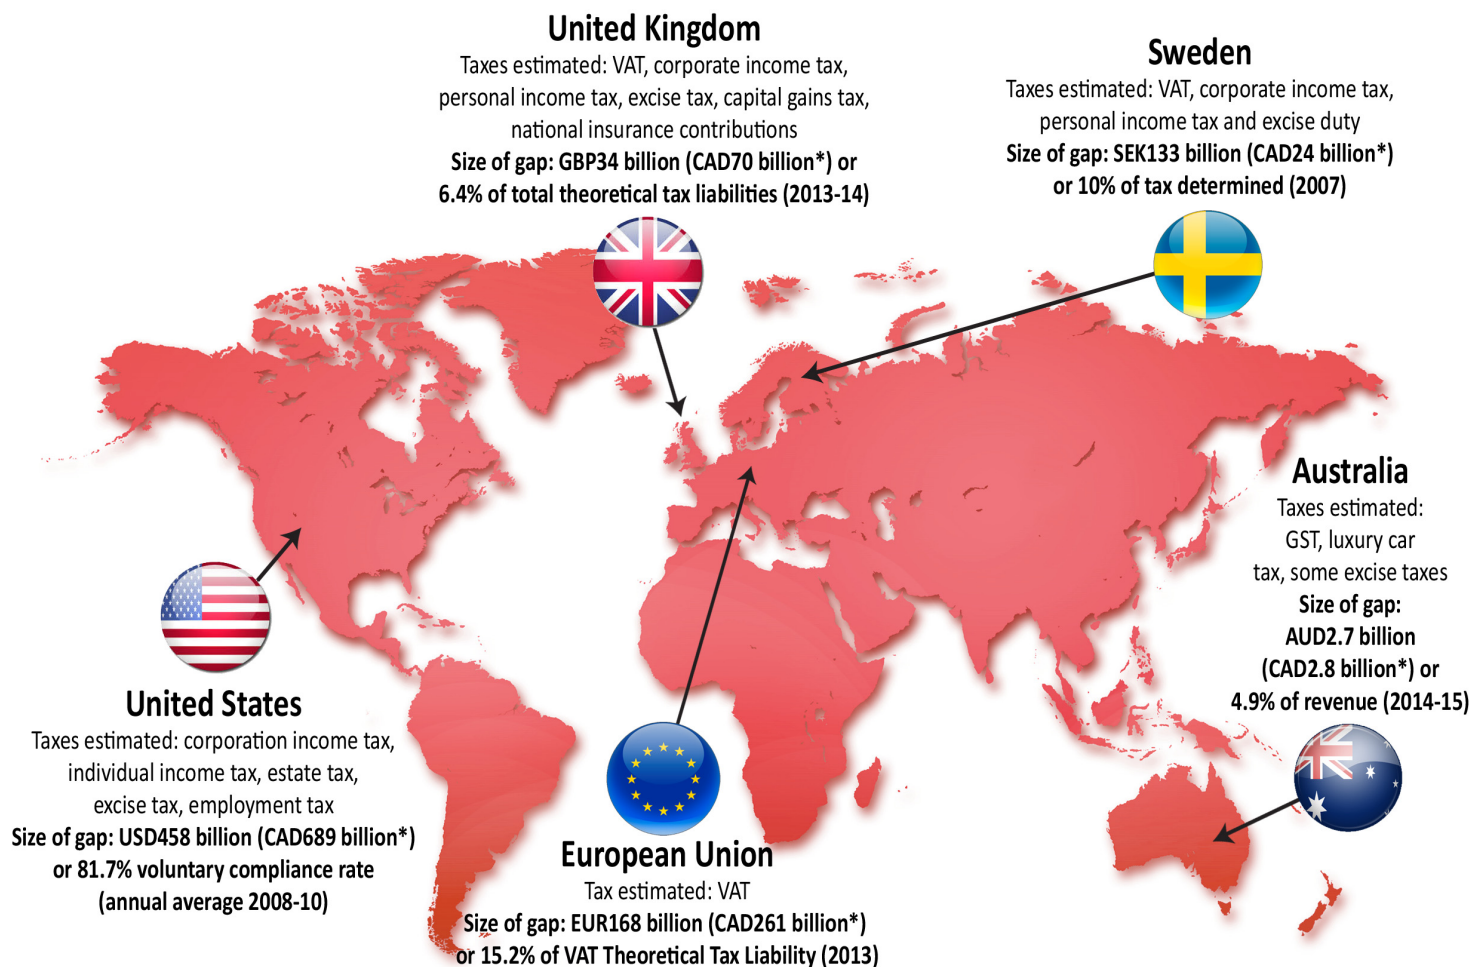 United Kingdom
Taxes estimated: VAT, corporate income tax,
personal income tax, excise tax, capital gains tax,
national insurance contributions
Size of gap: GBP34 billion (CAD70 billion*) or
6.4% of total theoretical tax liabilities (2013-14)
Sweden
Taxes estimated: VAT, corporate income tax,
personal income tax and excise duty
Size of gap: SEK133 billion (CAD24 billion*)
or 10% of tax determined (2007)
Australia
Taxes estimated:
GST, luxury car
tax, some excise taxes
Size of gap:
AUD2.7 billion
(CAD2.8 billion*) or
4.9% of revenue (2014-15)
United States
Taxes estimated: corporation income tax,
individual income tax, estate tax,
excise tax, employment tax
Size of gap: USD458 billion (CAD689 billion*)
or 81.7% voluntary compliance rate
(annual average 2008-10)
European Union
Tax estimated: VAT
Size of gap: EUR168 billion (CAD261 billion*)
or 15.2% of VAT Theoretical Tax Liability (2013)